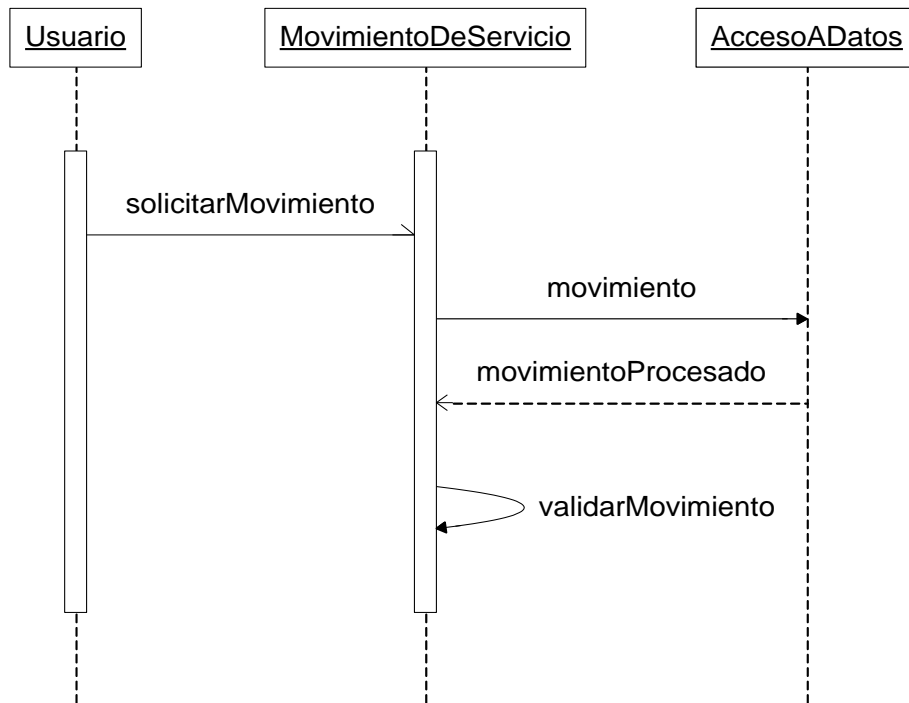 Usuario
MovimientoDeServicio
AccesoADatos
solicitarMovimiento
movimiento
movimientoProcesado
validarMovimiento